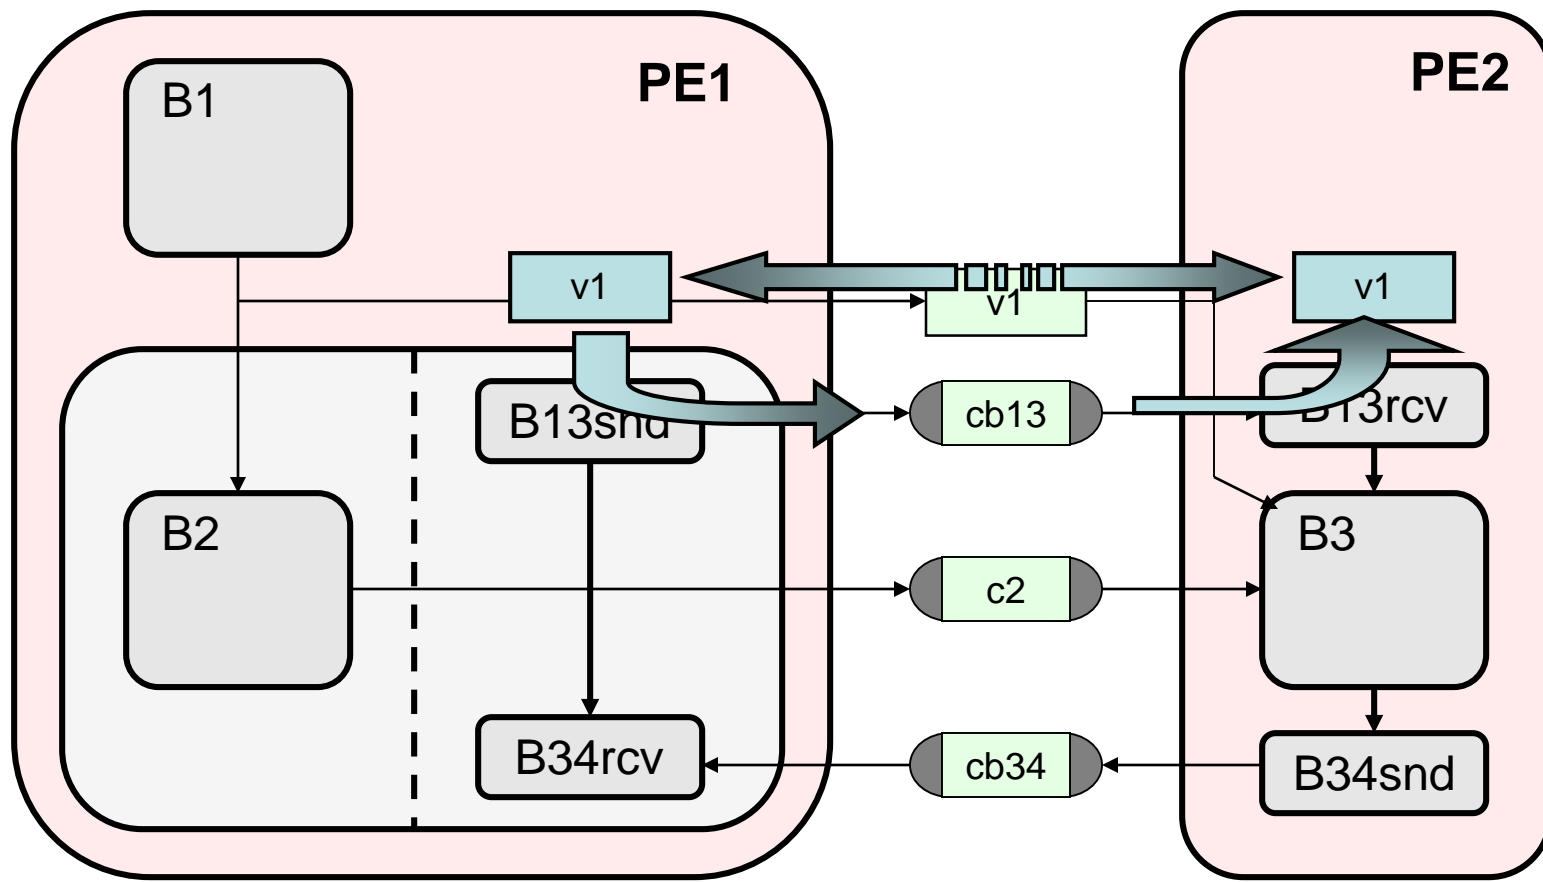 PE1
PE2
B1
v1
v1
v1
B13snd
cb13
B13rcv
B2
c2
B3
B34rcv
cb34
B34snd